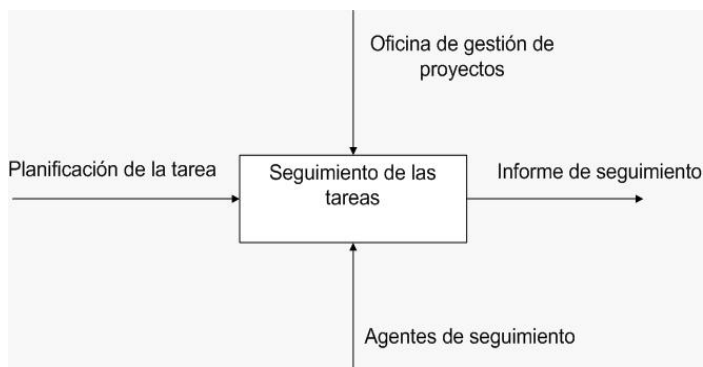 Oficina de gestión de
proyectos
Planificación de la tarea
Seguimiento de las
tareas
Informe de seguimiento
Agentes de seguimiento